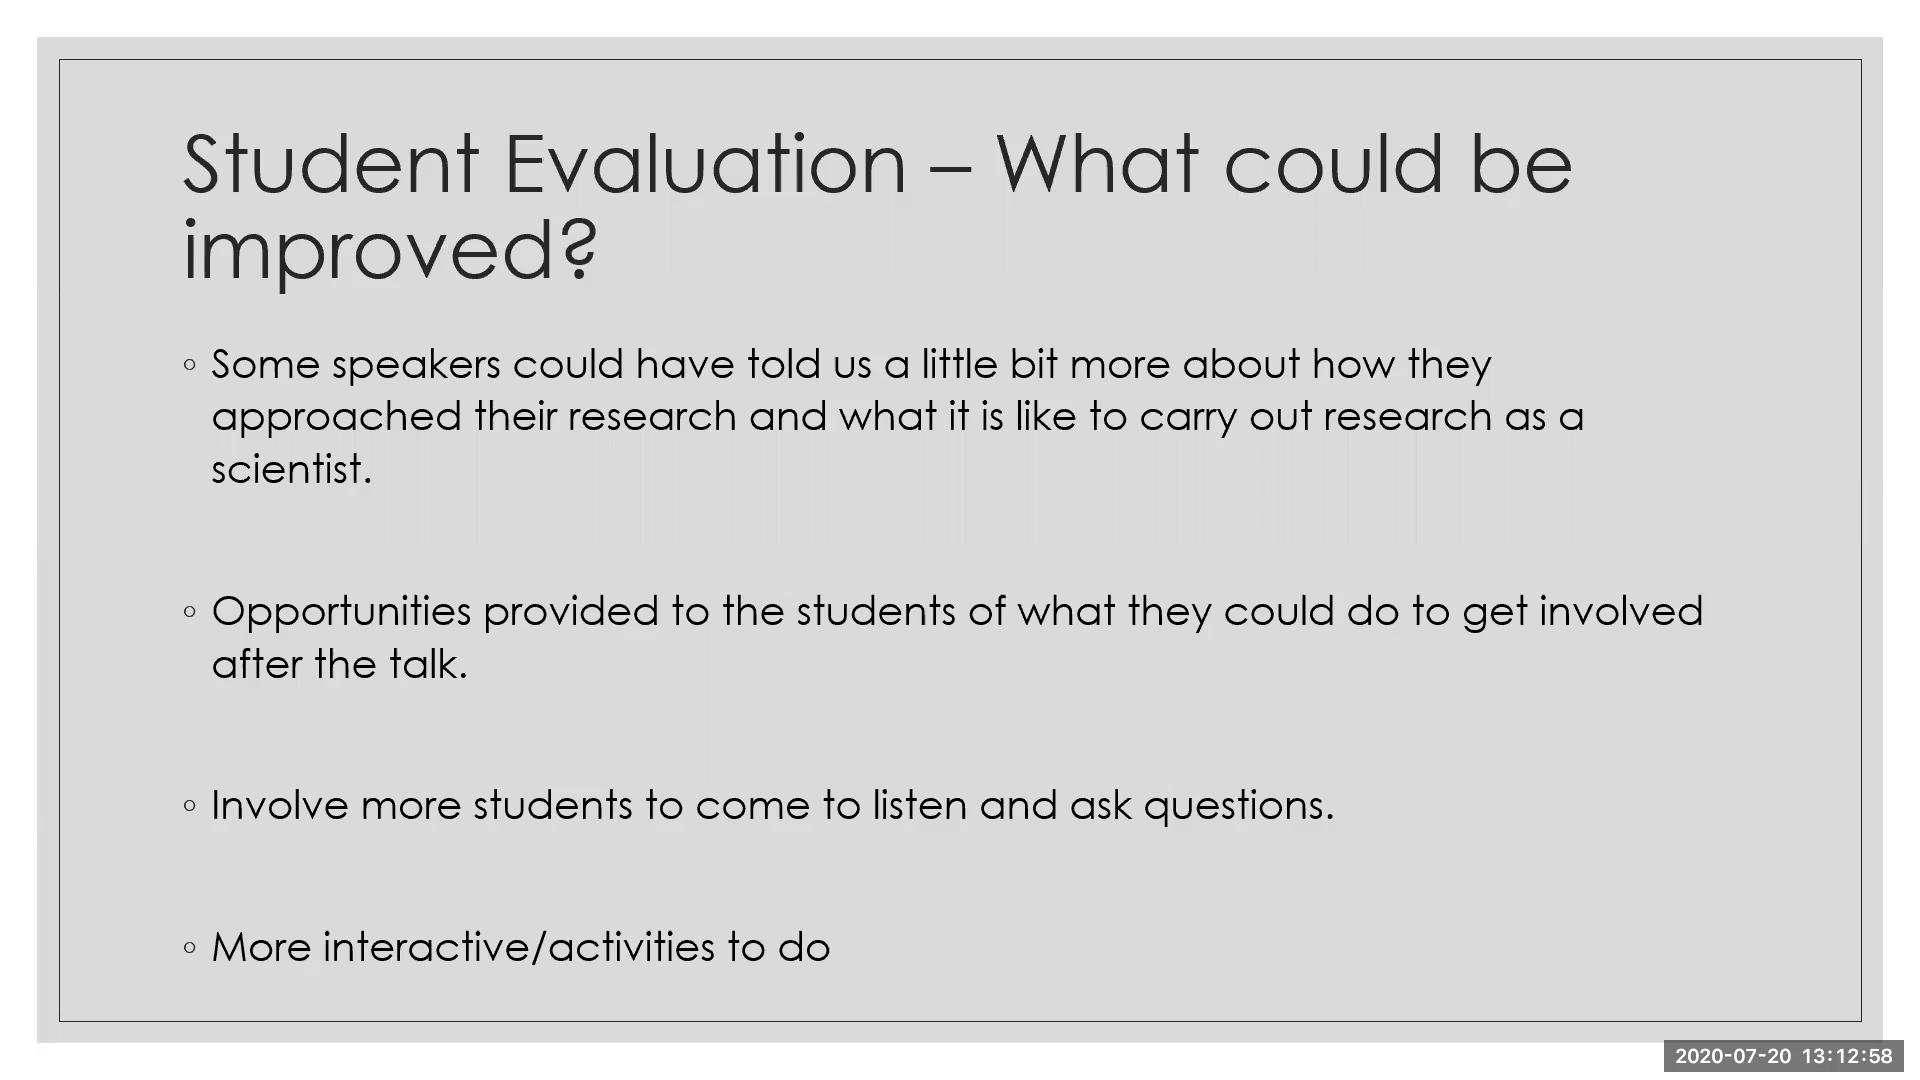 Student Evaluation – What could be
improved?
◦ Some speakers could have told us a little bit more about how they
approached their research and what it is like to carry out research as a
scientist.
◦ Opportunities provided to the students of what they could do to get involved
after the talk.
◦ Involve more students to come to listen and ask questions.
◦ More interactive/activities to do
2020-07-20 13:12:58